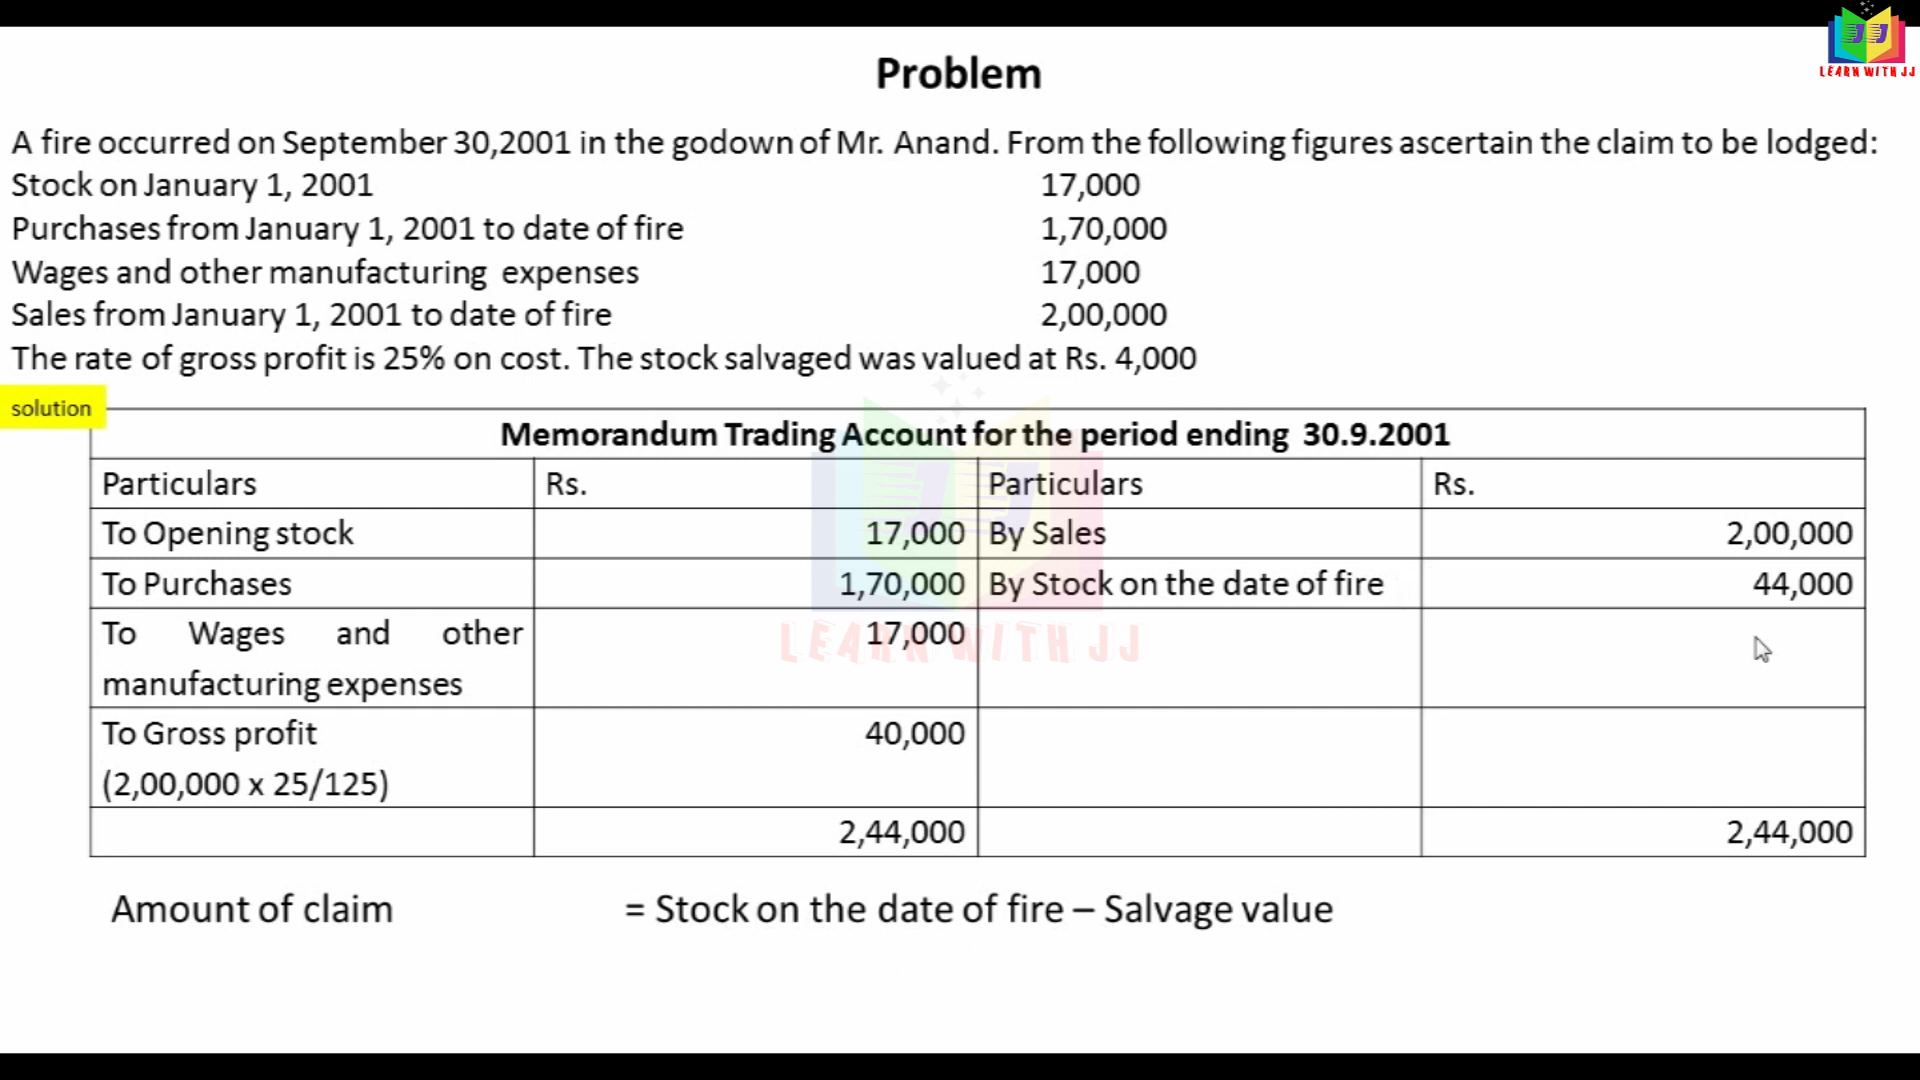 LEARN WITH JJ
Problem
A fire occurred on September 30,2001 in the godown of Mr. Anand. From the following figures ascertain the claim to be lodged:
Stock on January 1, 2001 17,000
Purchases from January 1, 2001 to date of fire 1,70,000
Wages and other manufacturing expenses 17,000
Sales from January 1, 2001 to date of fire 2,00,000
The rate of gross profit is 25% on cost. The stock salvaged was valued at Rs. 4,000
solution
Memorandum Trading Account for the period ending 30.9.2001
Particulars Rs. Particulars Rs.
To Opening stock 17,000 By Sales 2,00,000
To Purchases 1,70,000 By Stock on the date of fire 44,000
To Wages and other 17,000
manufacturing expenses
LEARN WITH JJ
To Gross profit 40,000
(2,00,000 x 25/125)
2,44,000 2,44,000
Amount of claim = Stock on the date of fire – Salvage value